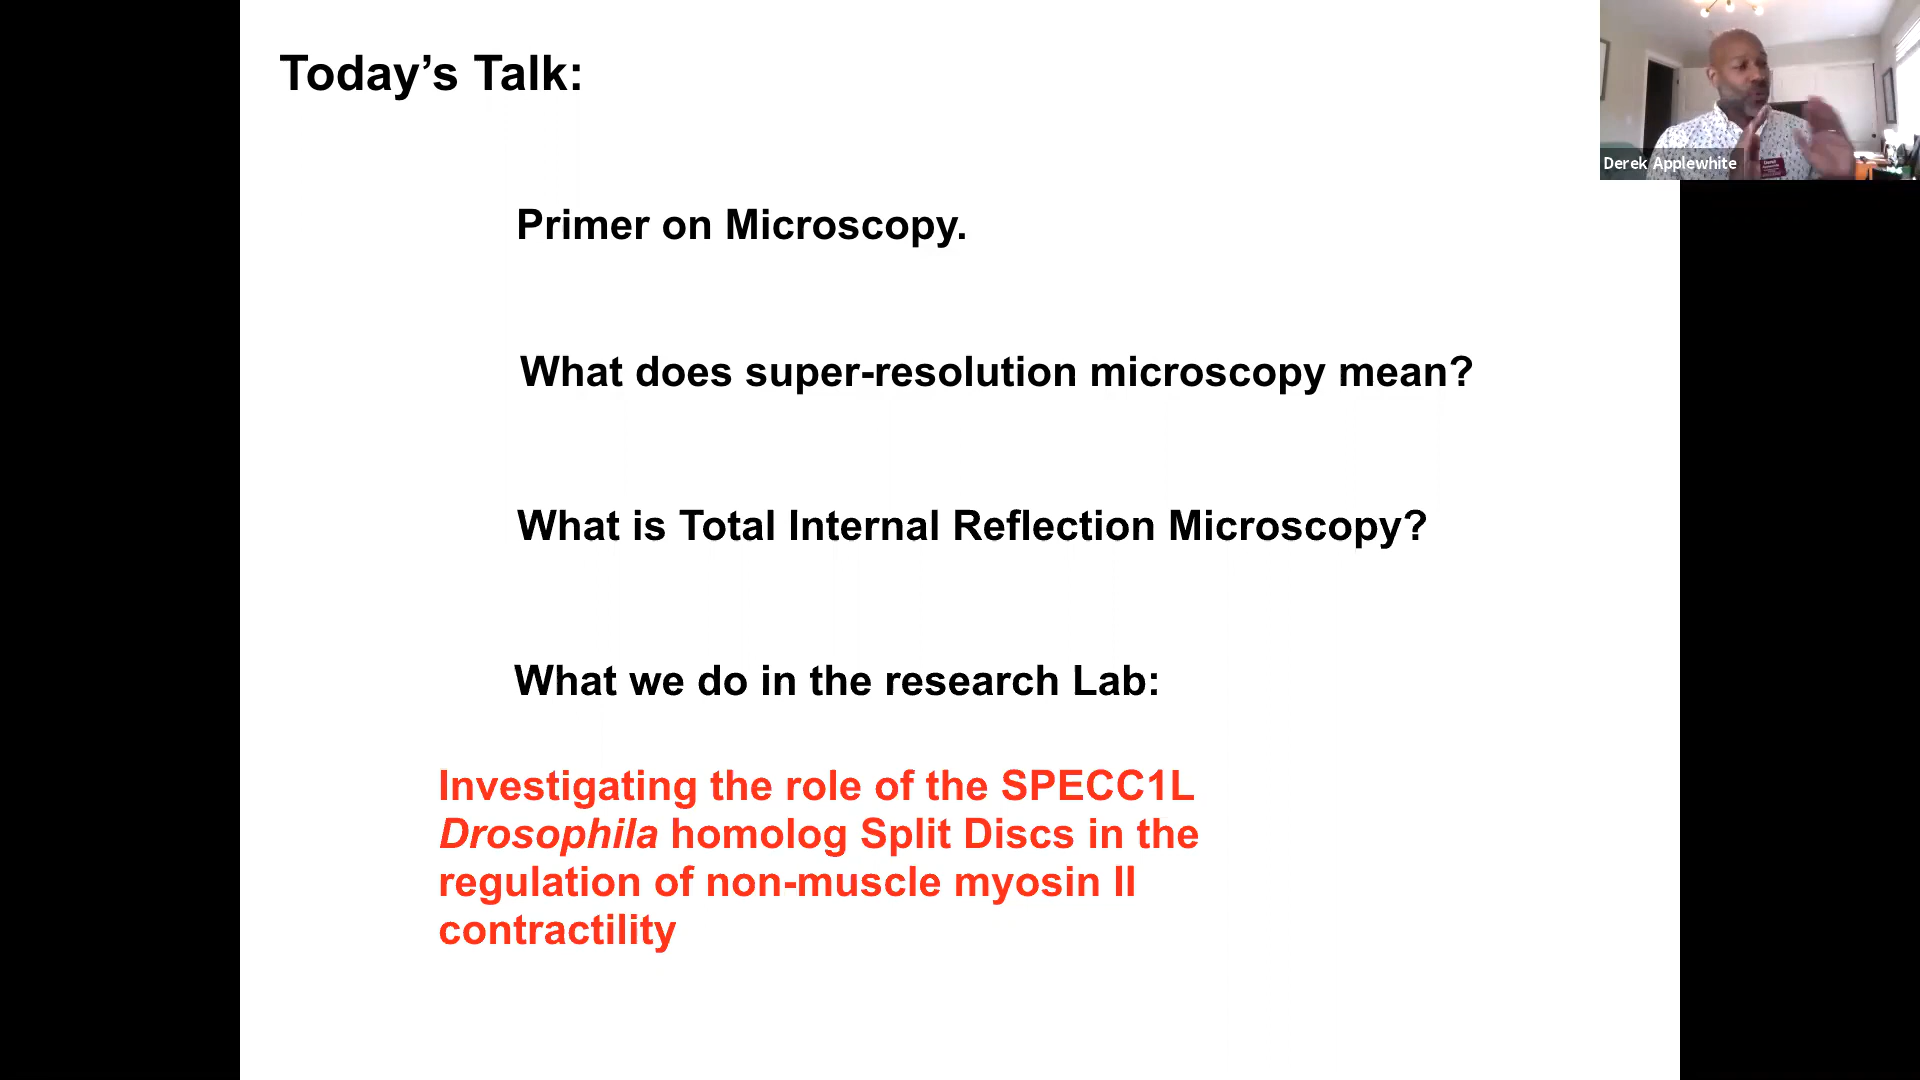 Today’s Talk:
Derek Applewhite
Primer on Microscopy.
What does super-resolution microscopy mean?
What is Total Internal Reflection Microscopy?
What we do in the research Lab:
Investigating the role of the SPECC1L
Drosophila homolog Split Discs in the
regulation of non-muscle myosin II
contractility